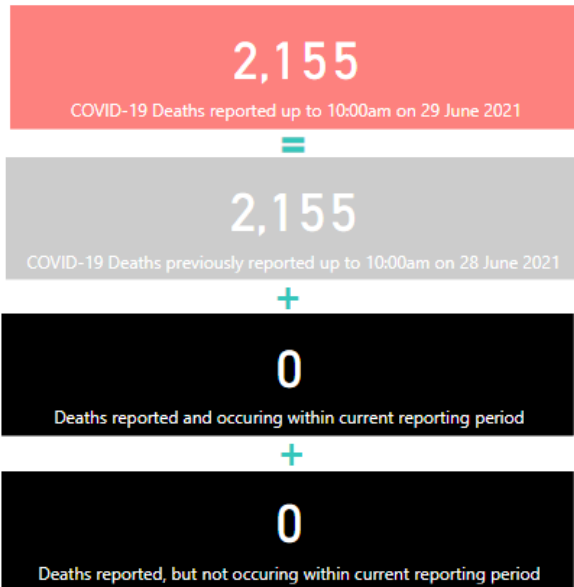 2,155
COVID-19 Deaths reported up to 10:00am on 29 June 2021
=
2,155
COVID-19 Deaths previously reported up to 10:00am on 28 June 2021
+
0
Deaths reported and occuring within current reporting period
+
0
Deaths reported, but not occuring within current reporting period